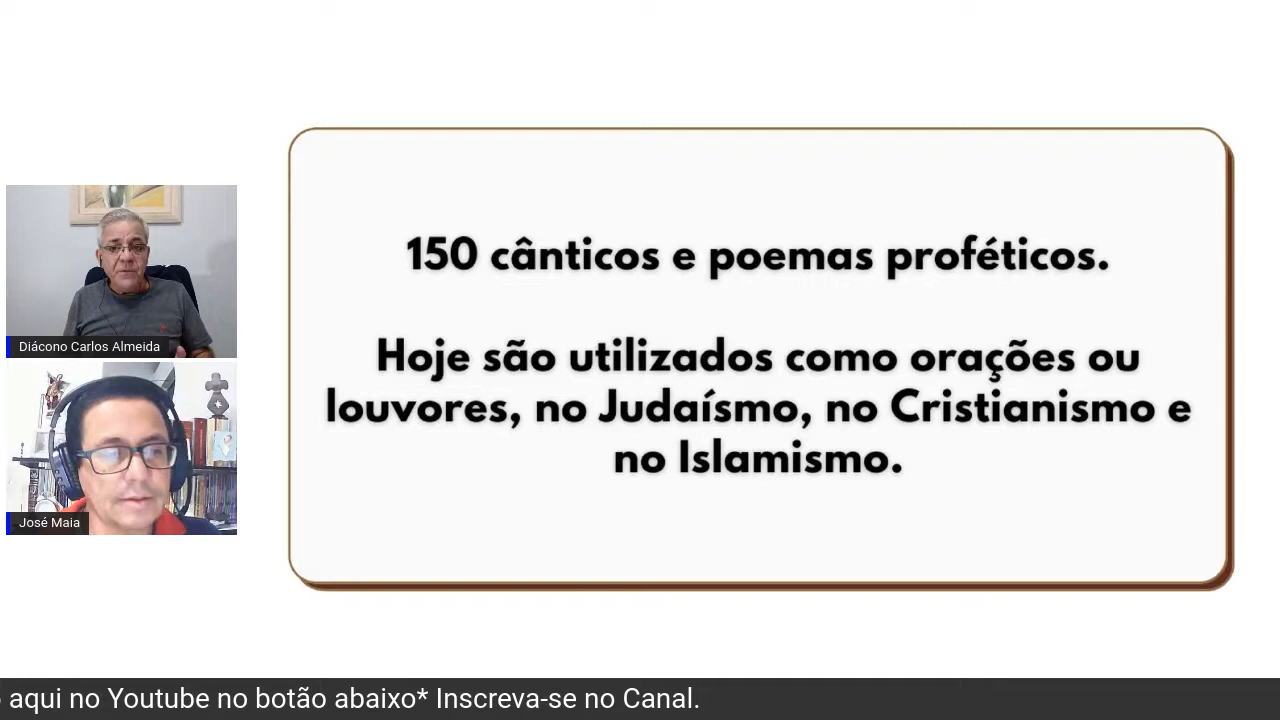 150 cânticos e poemas proféticos.
Hoje são utilizados como orações ou
louvores, no Judaísmo, no Cristianismo e
no Islamismo.
Diácono Carlos Almeida
José Maia
aqui no Youtube no botão abaixo* Inscreva-se no Canal.